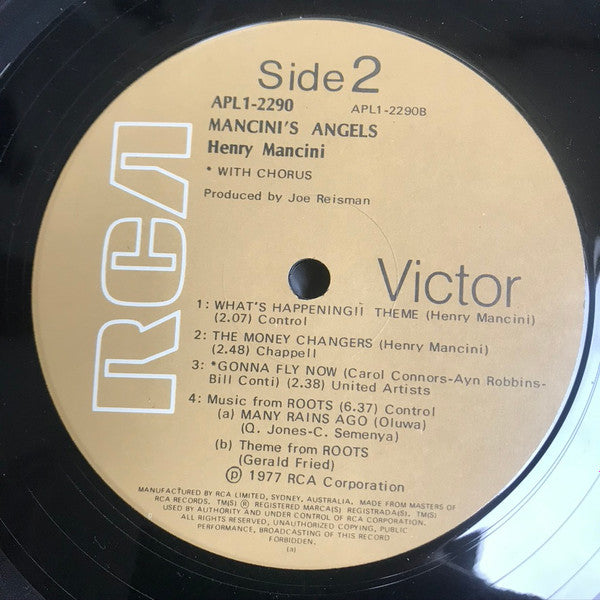 Side 2
APL1-2290 APL1-2290B
MANCINI'S ANGELS
Henry Mancini
* WITH CHORUS
Produced by Joe Reisman
RCA
Victor
1: WHAT'S HAPPENING!! THEME (Henry Mancini)
(2.07) Control
2: THE MONEY CHANGERS (Henry Mancini)
(2.48) Chappell
3: *GONNA FLY NOW (Carol Connors-Ayn Robbins-
Bill Conti) (2.38) United Artists
4: Music from ROOTS (6.37) Control
(a) MANY RAINS AGO (Oluwa)
(Q. Jones-C. Semenya)
(b) Theme from ROOTS
(Gerald Fried)
℗ 1977 RCA Corporation
MANUFACTURED BY RCA LIMITED, SYDNEY, AUSTRALIA. MADE FROM MASTERS OF
RCA RECORDS. TM(S) ® REGISTERED MARCA(S) REGISTRADA(S). TM(S)
USED BY AUTHORITY AND UNDER CONTROL OF RCA CORPORATION.
ALL RIGHTS RESERVED; UNAUTHORIZED COPYING, PUBLIC
PERFORMANCE, BROADCASTING OF THIS RECORD
FORBIDDEN.
(a)